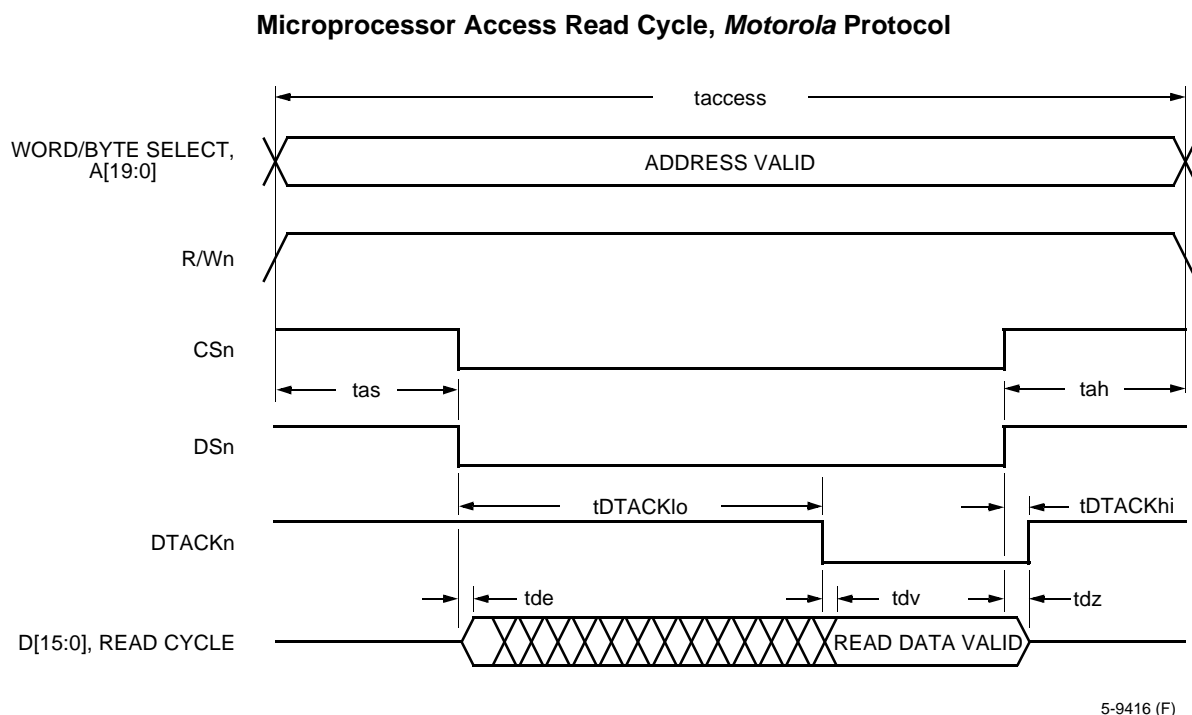 Microprocessor Access Read Cycle, Motorola Protocol
taccess
WORD/BYTE SELECT,
A[19:0]
ADDRESS VALID
R/Wn
CSn
tas
tah
DSn
tDTACKlo
tDTACKhi
DTACKn
tde
tdv
tdz
D[15:0], READ CYCLE
READ DATA VALID
5-9416 (F)